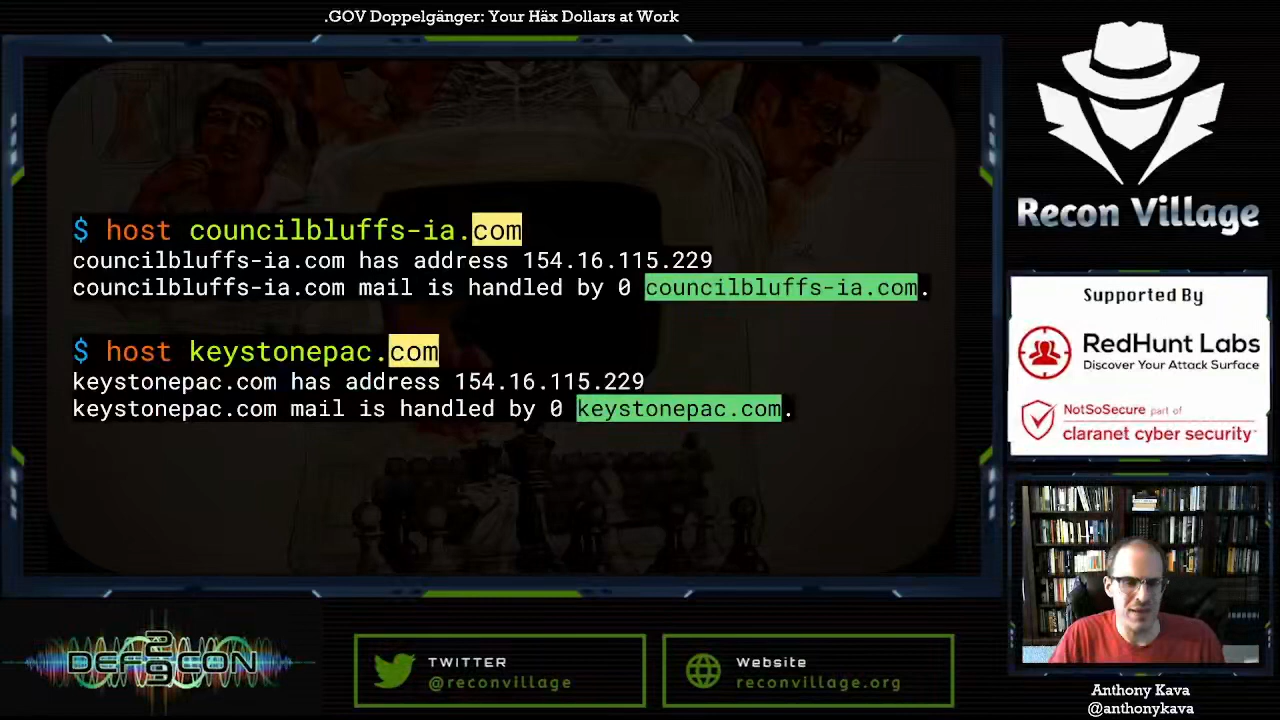 .GOV Doppelgänger: Your Häx Dollars at Work
$ host councilbluffs-ia.com
councilbluffs-ia.com has address 154.16.115.229
councilbluffs-ia.com mail is handled by 0 councilbluffs-ia.com.
$ host keystonepac.com
keystonepac.com has address 154.16.115.229
keystonepac.com mail is handled by 0 keystonepac.com.
Recon Village
Supported By
RedHunt Labs
Discover Your Attack Surface
NotSoSecure part of
claranet cyber security
DEF CON
TWITTER
@reconvillage
Website
reconvillage.org
Anthony Kava
@anthonykava